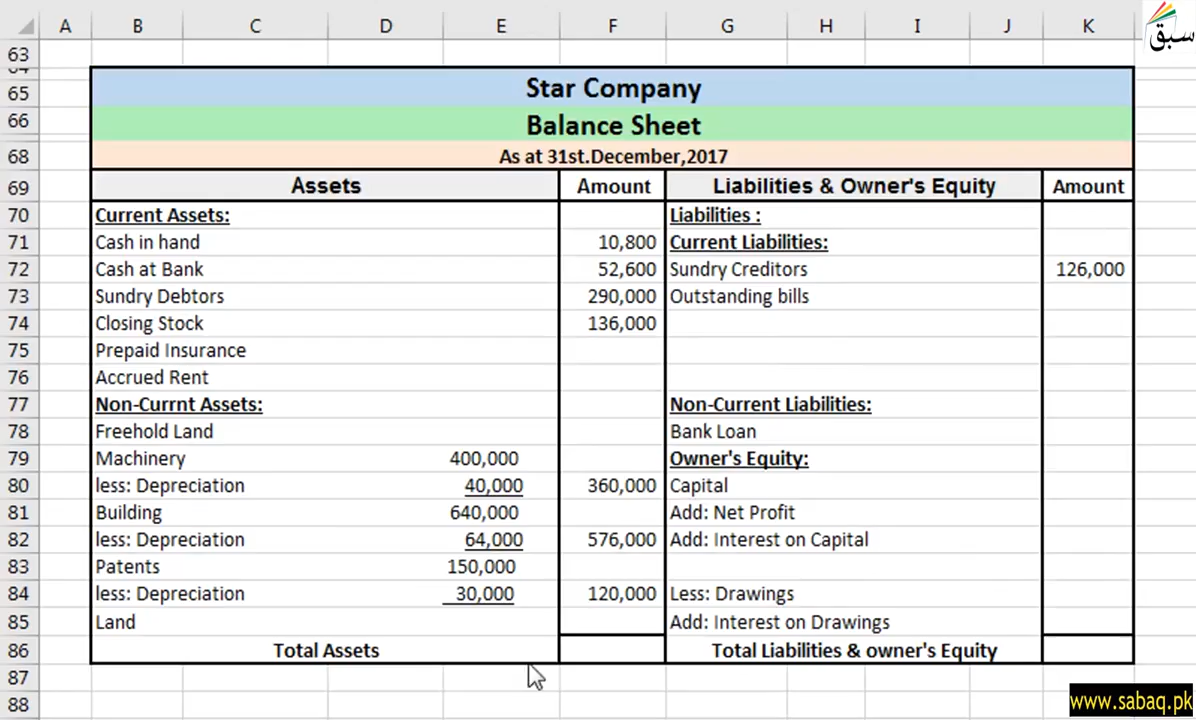 A B C D E F G H I J K
سبق
63
64
65 Star Company
66 Balance Sheet
68 As at 31st.December,2017
69 Assets Amount Liabilities & Owner's Equity Amount
70 Current Assets: Liabilities :
71 Cash in hand 10,800 Current Liabilities:
72 Cash at Bank 52,600 Sundry Creditors 126,000
73 Sundry Debtors 290,000 Outstanding bills
74 Closing Stock 136,000
75 Prepaid Insurance
76 Accrued Rent
77 Non-Currnt Assets: Non-Current Liabilities:
78 Freehold Land Bank Loan
79 Machinery 400,000 Owner's Equity:
80 less: Depreciation 40,000 360,000 Capital
81 Building 640,000 Add: Net Profit
82 less: Depreciation 64,000 576,000 Add: Interest on Capital
83 Patents 150,000
84 less: Depreciation 30,000 120,000 Less: Drawings
85 Land Add: Interest on Drawings
86 Total Assets Total Liabilities & owner's Equity
87
88
www.sabaq.pk